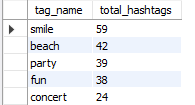 tag_name total_hashtags
smile 59
beach 42
party 39
fun 38
concert 24